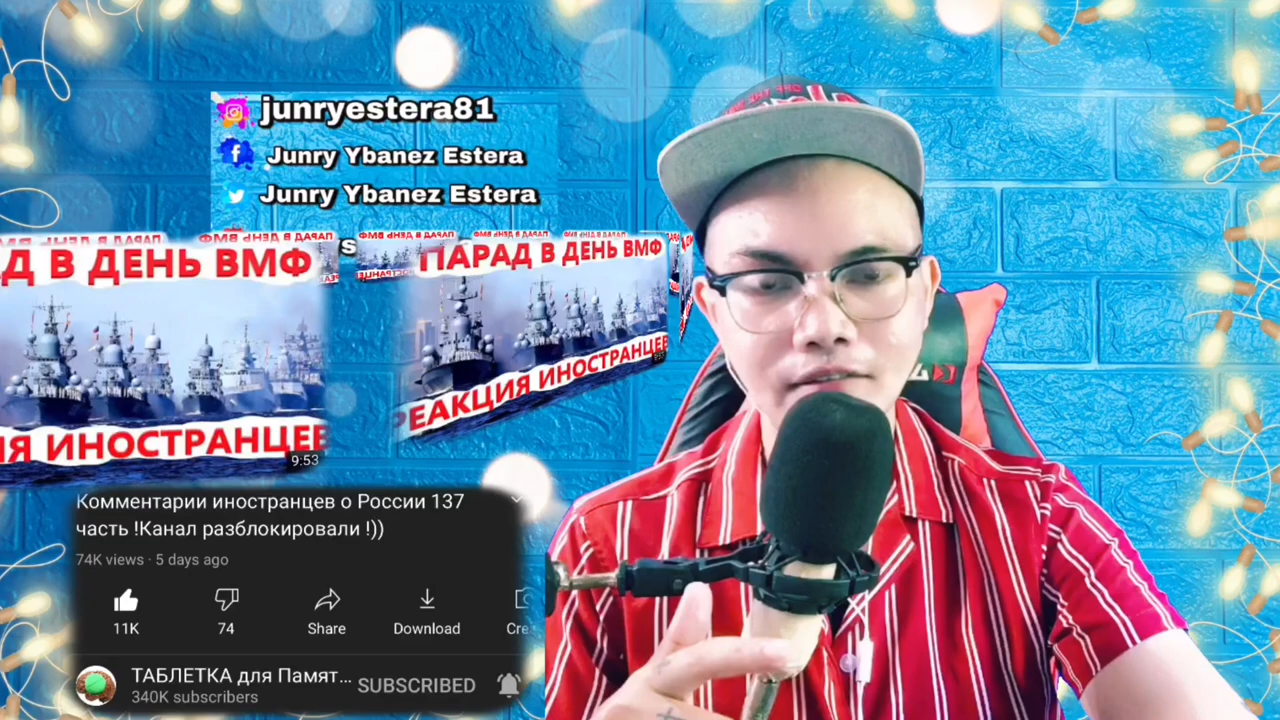 junryestera81
Junry Ybanez Estera
Junry Ybanez Estera
Д В ДЕНЬ ВМФ
Я ИНОСТРАНЦЕВ
9:53
ПАРАД В ДЕНЬ ВМФ
РЕАКЦИЯ ИНОСТРАНЦЕВ
Комментарии иностранцев о России 137
часть !Канал разблокировали !))
74K views · 5 days ago
11K
74
Share
Download
ТАБЛЕТКА для Памят...
340K subscribers
SUBSCRIBED